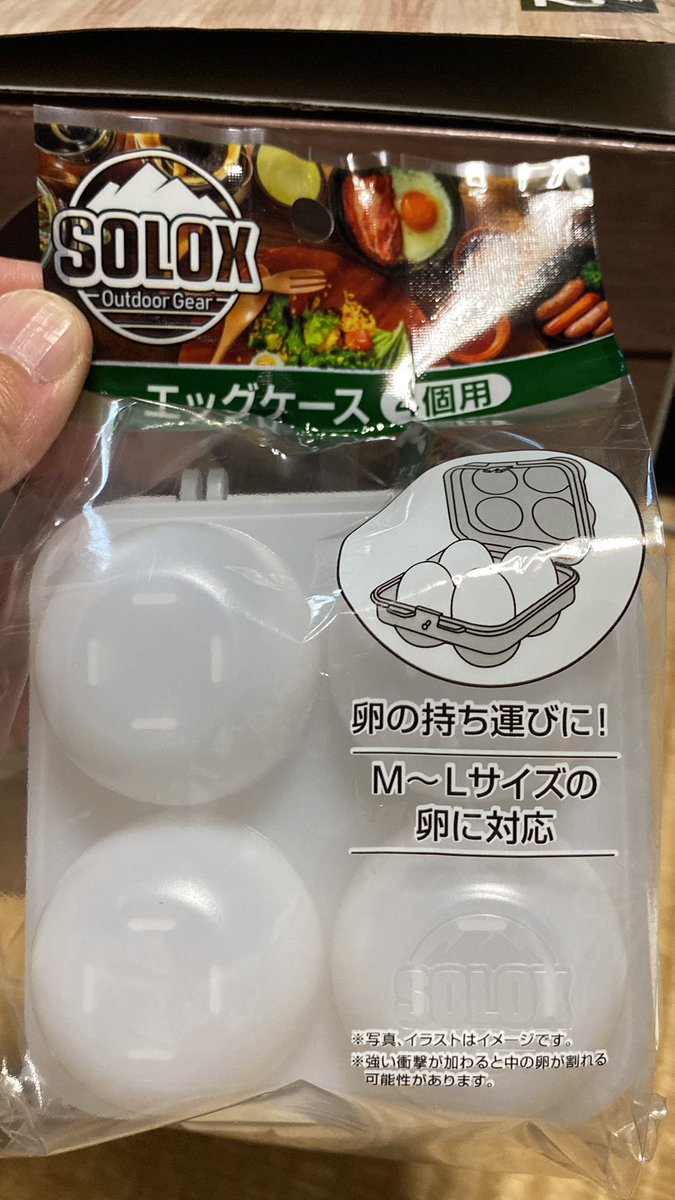 SOLOX
Outdoor Gear
エッグケース 4個用
卵の持ち運びに!
M〜Lサイズの
卵に対応
SOLOX
※写真、イラストはイメージです。
※強い衝撃が加わると中の卵が割れる
可能性があります。